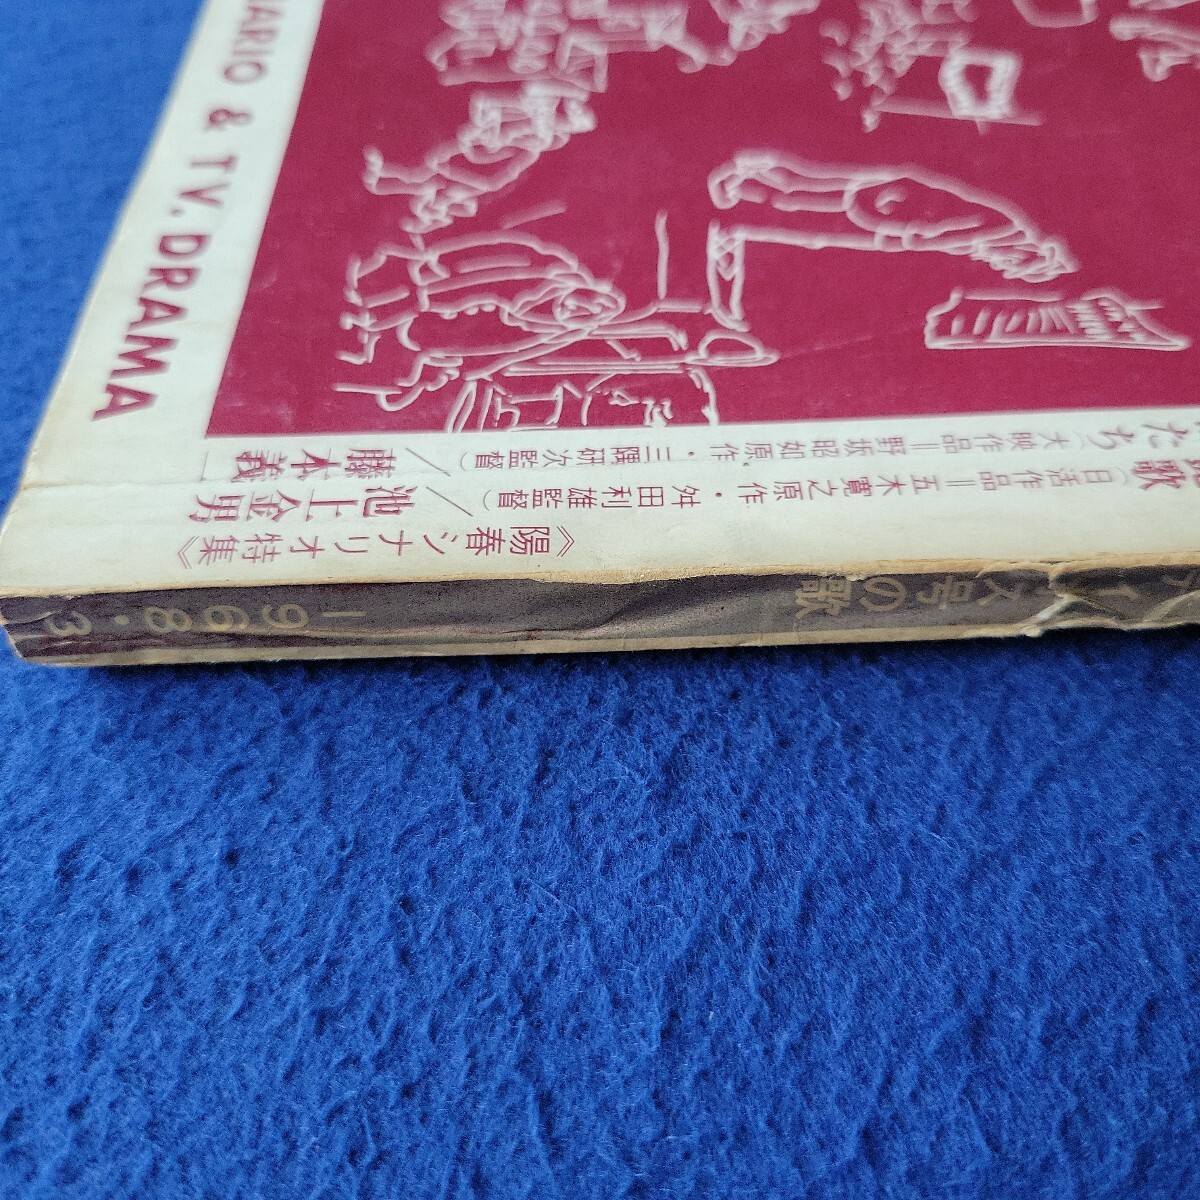 ARIO & TV. DRAMA
《陽春シナリオ特集》
歌(日活作品=五木寛之原作・舛田利雄監督)/池上金男
たち(大映作品=野坂昭如原作・三隅研次監督)/藤本義
ス号の歌
1968・3